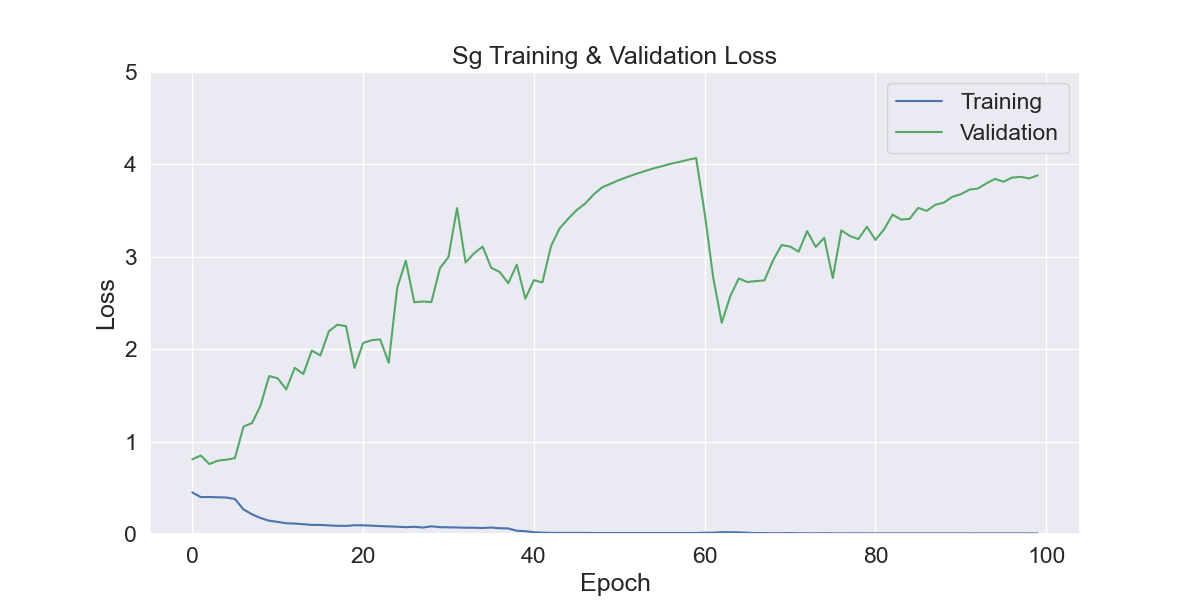 Sg Training & Validation Loss
5
4
3
2
1
0
Loss
Training
Validation
0 20 40 60 80 100
Epoch